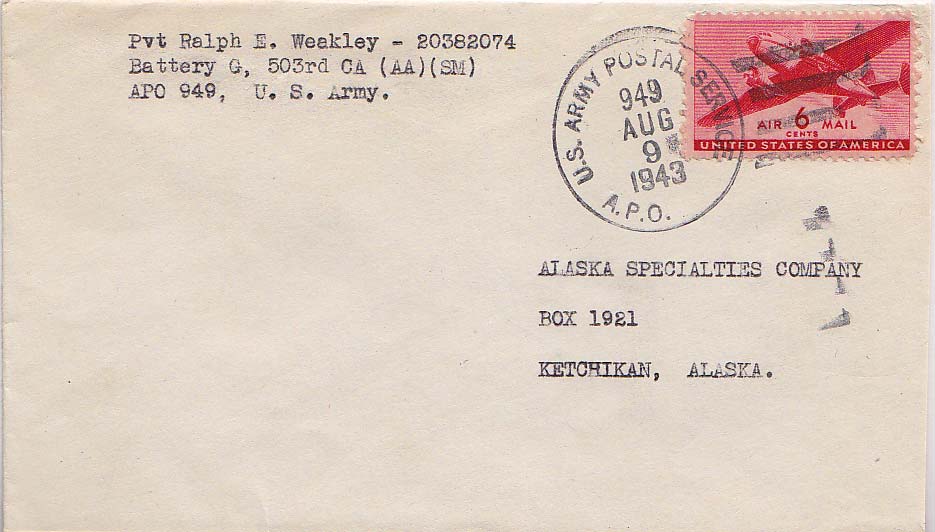 Pvt Ralph E. Weakley - 20382074
Battery G, 503rd CA (AA)(SM)
APO 949, U. S. Army.
U.S. ARMY POSTAL SERVICE
949
AUG
9
1943
A.P.O.
AIR 6 MAIL
CENTS
UNITED STATES OF AMERICA
ALASKA SPECIALTIES COMPANY
BOX 1921
KETCHIKAN, ALASKA.